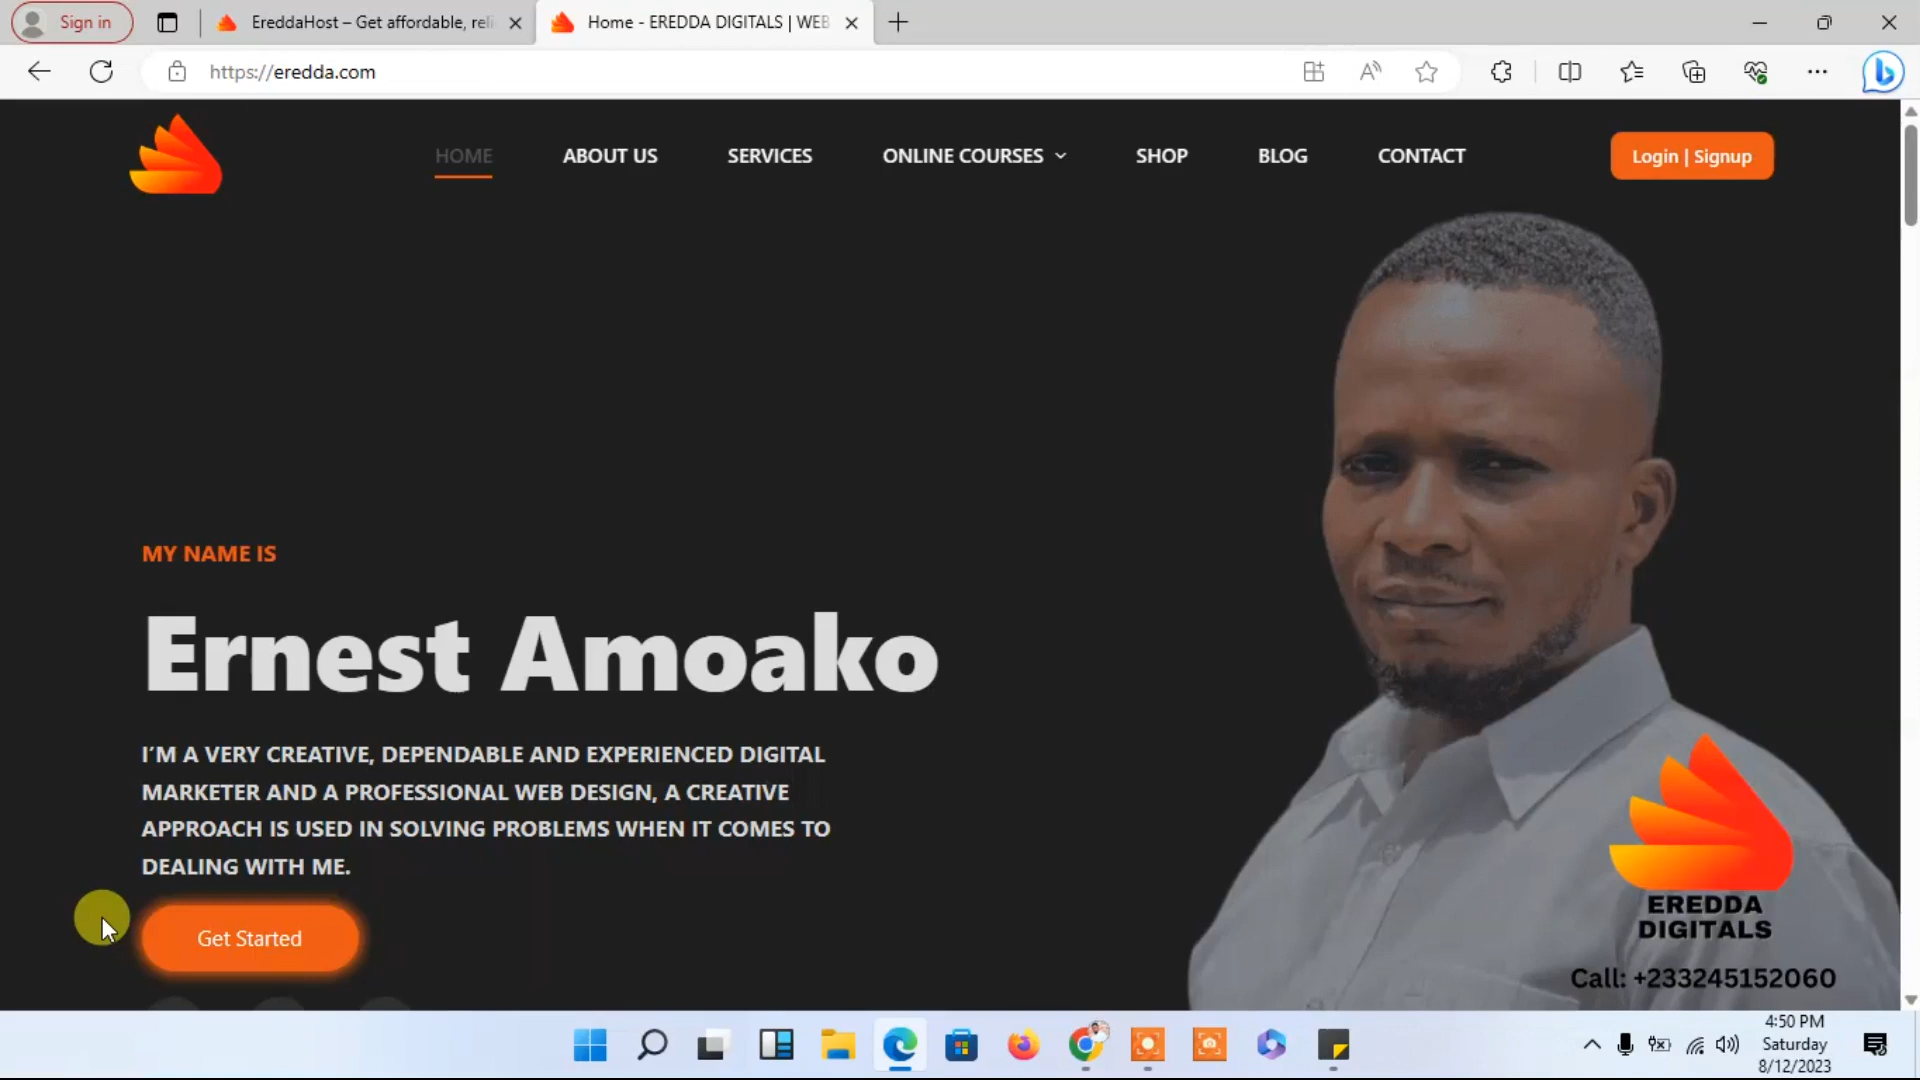 Sign in
EreddaHost – Get affordable, reli
Home - EREDDA DIGITALS | WEB
https://eredda.com
HOME
ABOUT US
SERVICES
ONLINE COURSES
SHOP
BLOG
CONTACT
Login | Signup
MY NAME IS
Ernest Amoako
I’M A VERY CREATIVE, DEPENDABLE AND EXPERIENCED DIGITAL
MARKETER AND A PROFESSIONAL WEB DESIGN, A CREATIVE
APPROACH IS USED IN SOLVING PROBLEMS WHEN IT COMES TO
DEALING WITH ME.
Get Started
EREDDA
DIGITALS
Call: +233245152060
4:50 PM
Saturday
8/12/2023